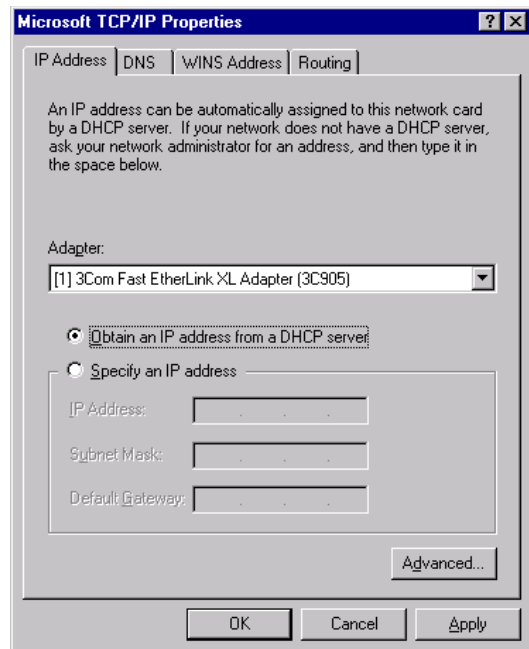 Microsoft TCP/IP Properties
IP Address DNS WINS Address Routing
An IP address can be automatically assigned to this network card
by a DHCP server. If your network does not have a DHCP server,
ask your network administrator for an address, and then type it in
the space below.
Adapter:
[1] 3Com Fast EtherLink XL Adapter (3C905)
Obtain an IP address from a DHCP server
Specify an IP address
IP Address:
Subnet Mask:
Default Gateway:
Advanced...
OK Cancel Apply